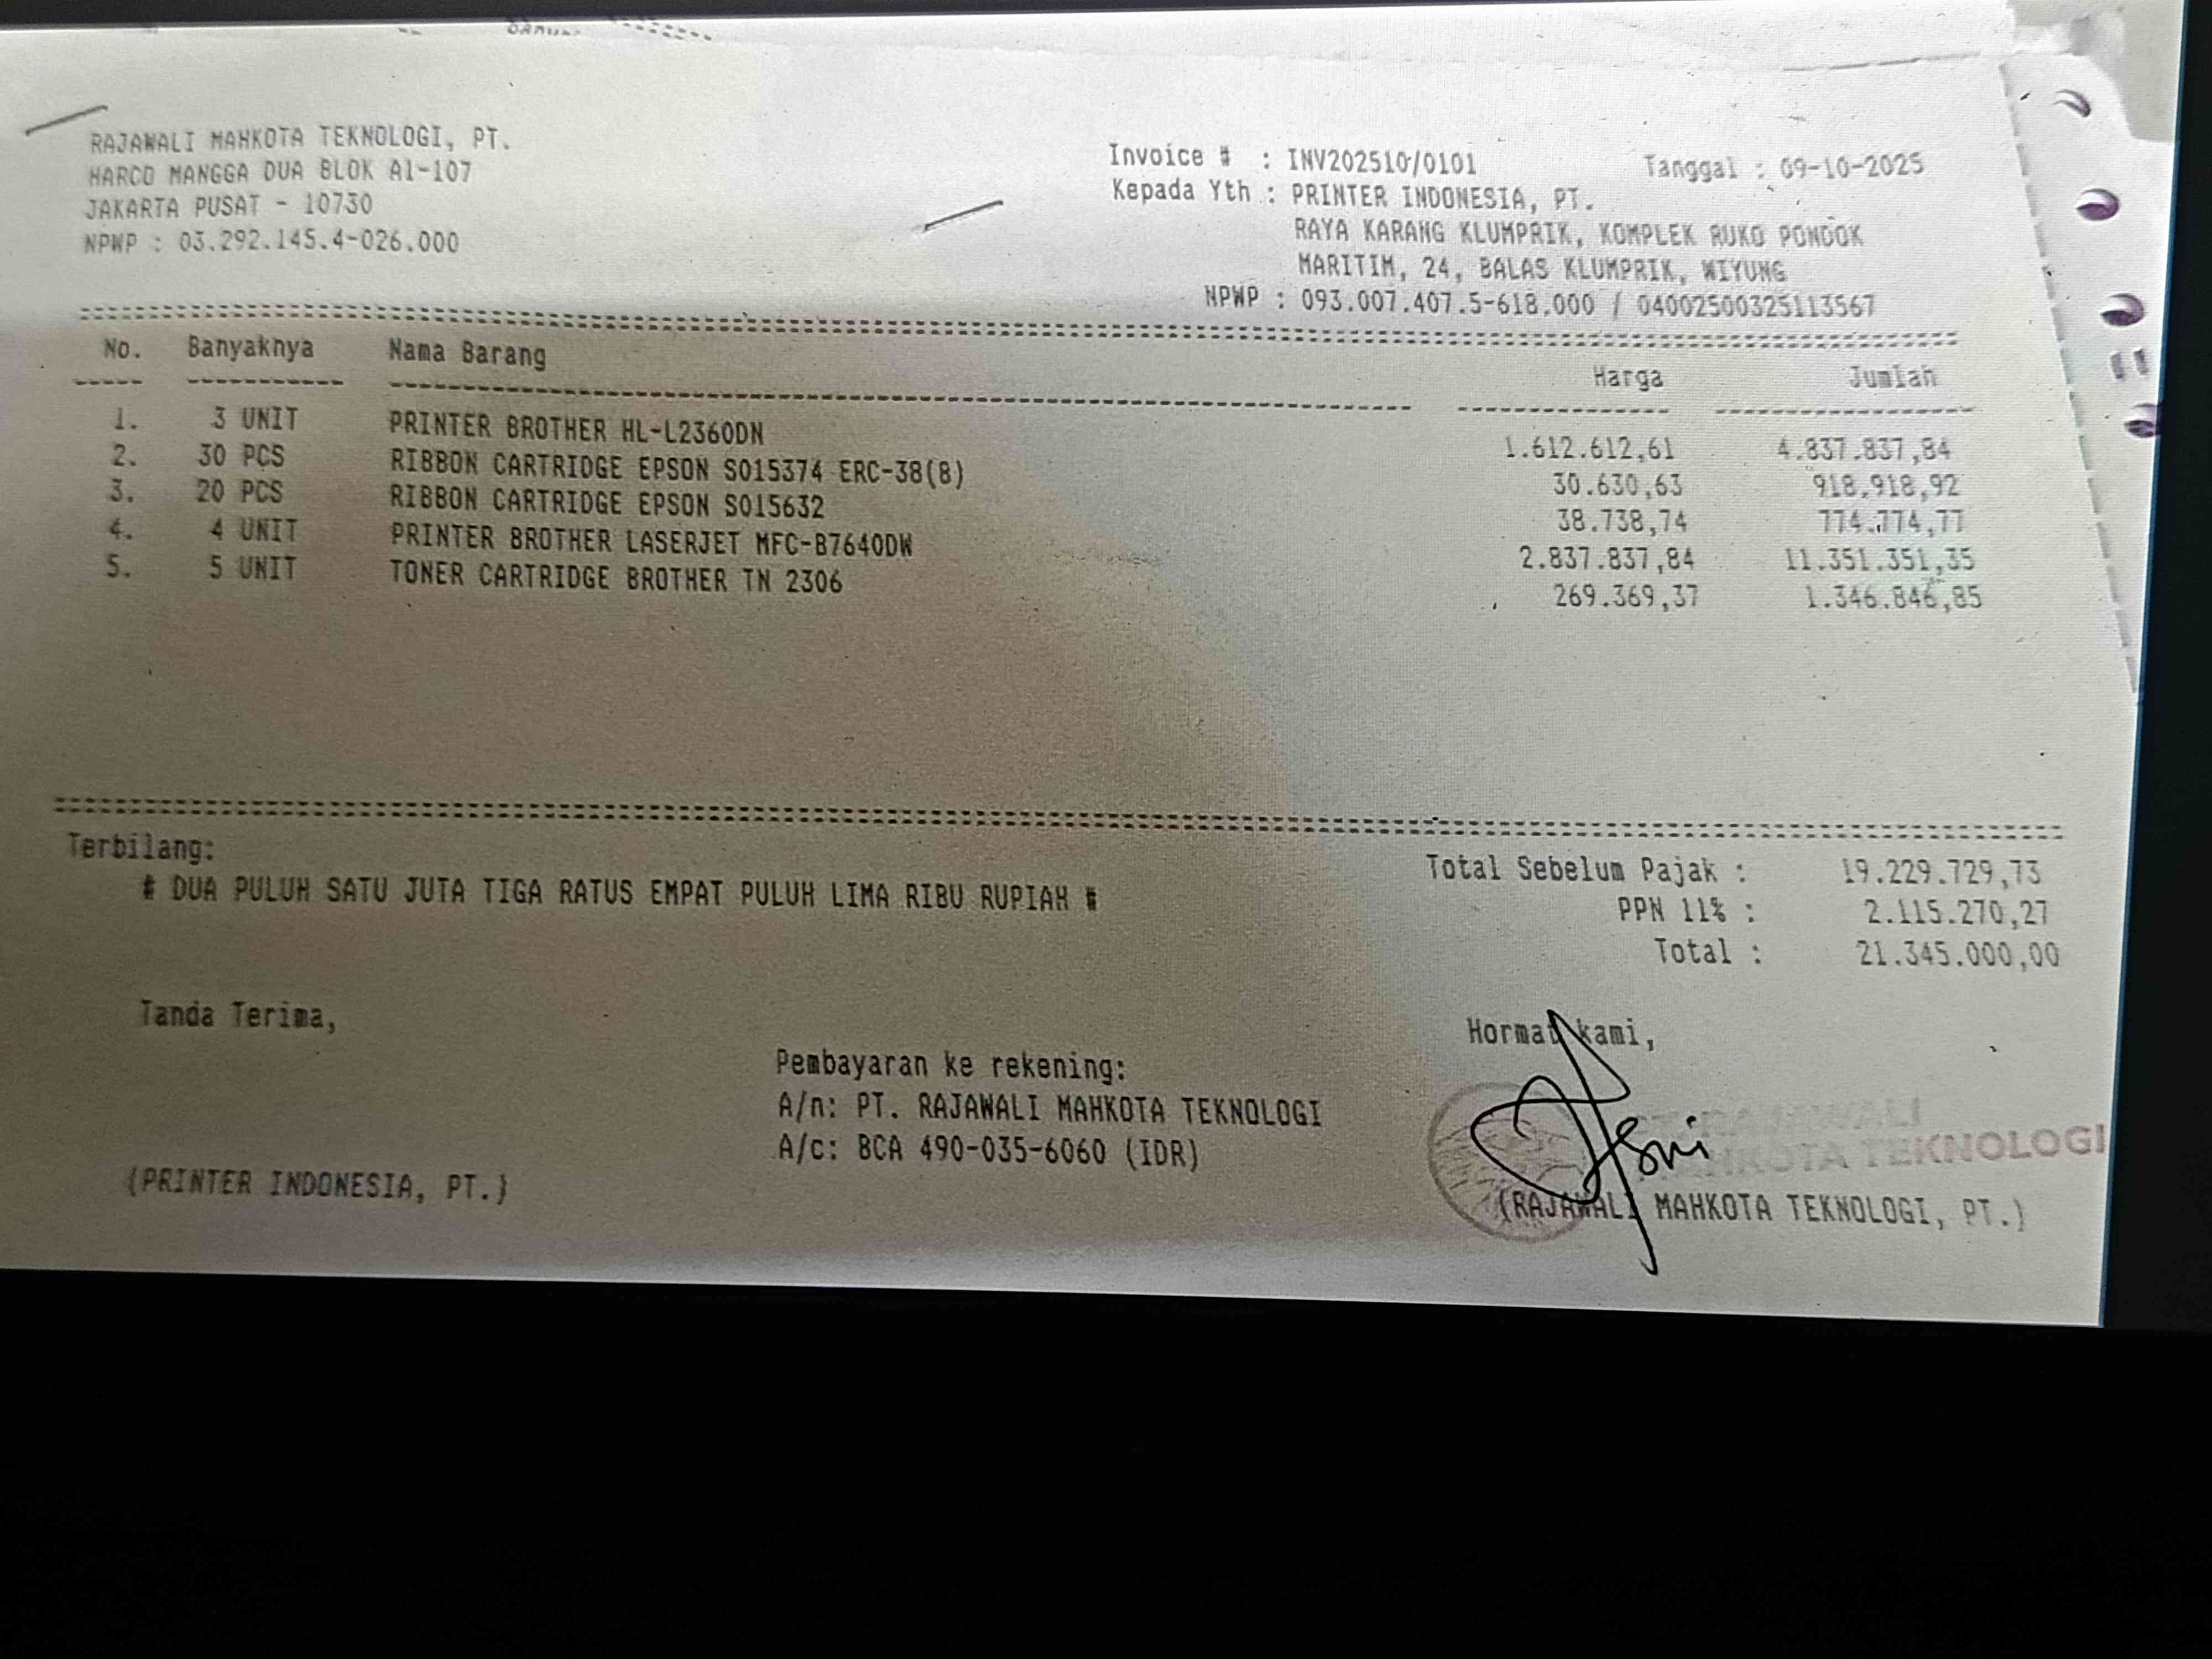 RAJAWALI MAHKOTA TEKNOLOGI, PT.
HARCO MANGGA DUA BLOK A1-107
JAKARTA PUSAT - 10730
NPWP : 03.292.145.4-026.000
Invoice # : INV202510/0101 Tanggal : 09-10-2025
Kepada Yth : PRINTER INDONESIA, PT.
RAYA KARANG KLUMPRIK, KOMPLEK RUKO PONDOK
MARITIM, 24, BALAS KLUMPRIK, WIYUNG
NPWP : 093.007.407.5-618.000 / 04002500325113567
No. Banyaknya Nama Barang Harga Jumlah
1. 3 UNIT PRINTER BROTHER HL-L2360DN 1.612.612,61 4.837.837,84
2. 30 PCS RIBBON CARTRIDGE EPSON S015374 ERC-38(B) 30.630,63 918.918,92
3. 20 PCS RIBBON CARTRIDGE EPSON S015632 38.738,74 774.774,77
4. 4 UNIT PRINTER BROTHER LASERJET MFC-B7640DW 2.837.837,84 11.351.351,35
5. 5 UNIT TONER CARTRIDGE BROTHER TN 2306 269.369,37 1.346.846,85
Terbilang:
# DUA PULUH SATU JUTA TIGA RATUS EMPAT PULUH LIMA RIBU RUPIAH #
Total Sebelum Pajak : 19.229.729,73
PPN 11% : 2.115.270,27
Total : 21.345.000,00
Tanda Terima,
(PRINTER INDONESIA, PT.)
Pembayaran ke rekening:
A/n: PT. RAJAWALI MAHKOTA TEKNOLOGI
A/c: BCA 490-035-6060 (IDR)
Hormat kami,
PT. RAJAWALI
MAHKOTA TEKNOLOGI
(RAJAWALI MAHKOTA TEKNOLOGI, PT.)